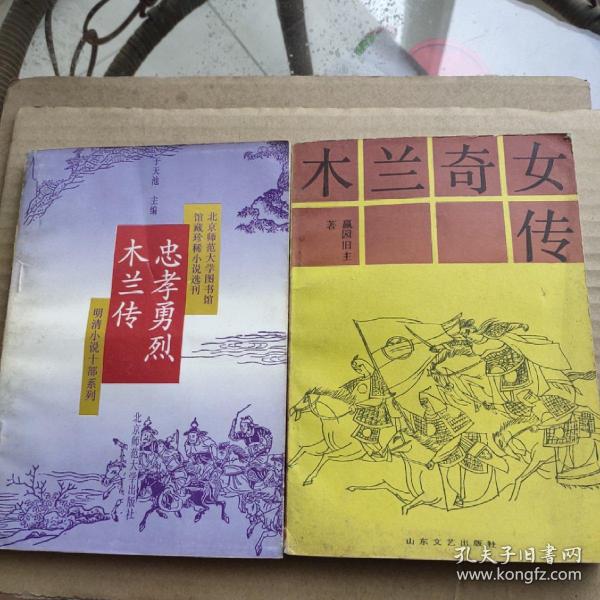 于天池 主编
北京师范大学图书馆
馆藏珍稀小说选刊
忠孝勇烈
木兰传
明清小说十部系列
北京师范大学出版社
木兰奇女
传
瀛园旧主
著
山东文艺出版社
孔夫子旧书网
www.kongfz.com